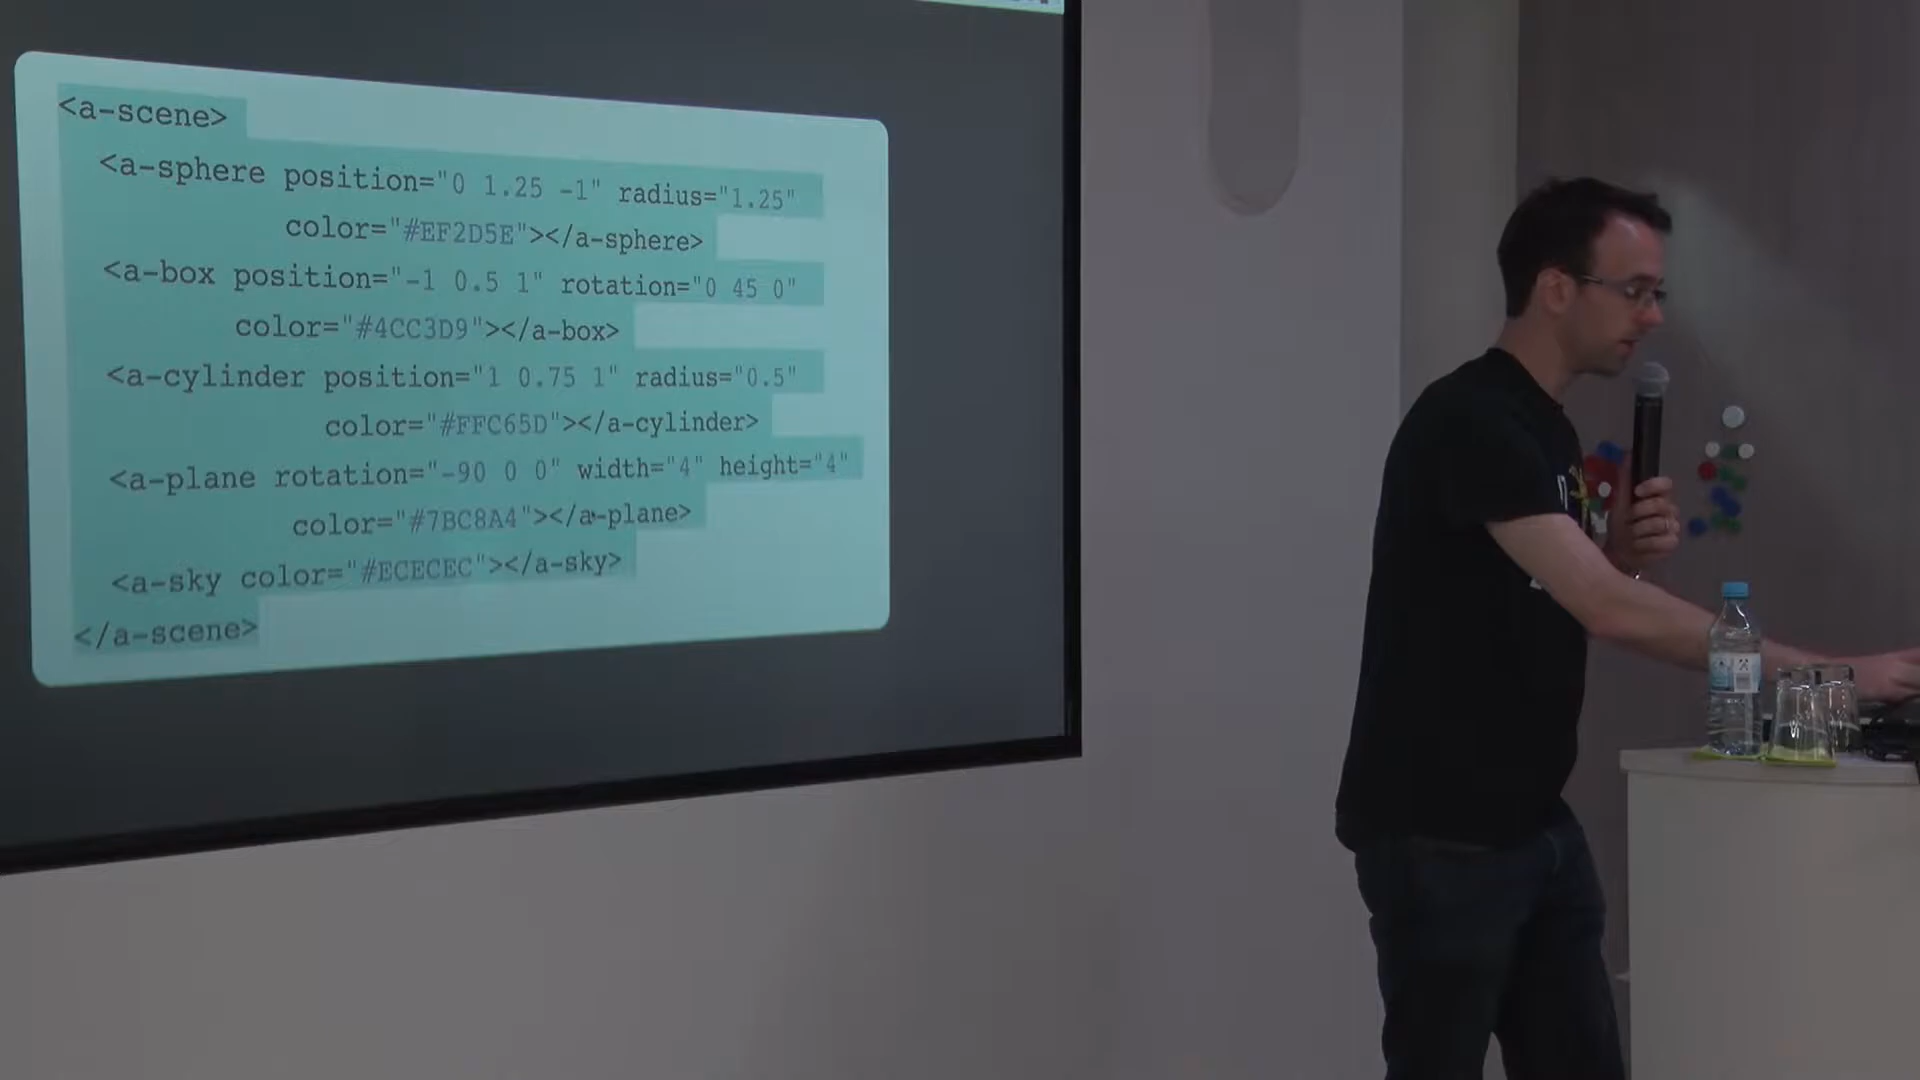 <a-scene>
<a-sphere position="0 1.25 -1" radius="1.25"
color="#EF2D5E"></a-sphere>
<a-box position="-1 0.5 1" rotation="0 45 0"
color="#4CC3D9"></a-box>
<a-cylinder position="1 0.75 1" radius="0.5"
color="#FFC65D"></a-cylinder>
<a-plane rotation="-90 0 0" width="4" height="4"
color="#7BC8A4"></a-plane>
<a-sky color="#ECECEC"></a-sky>
</a-scene>